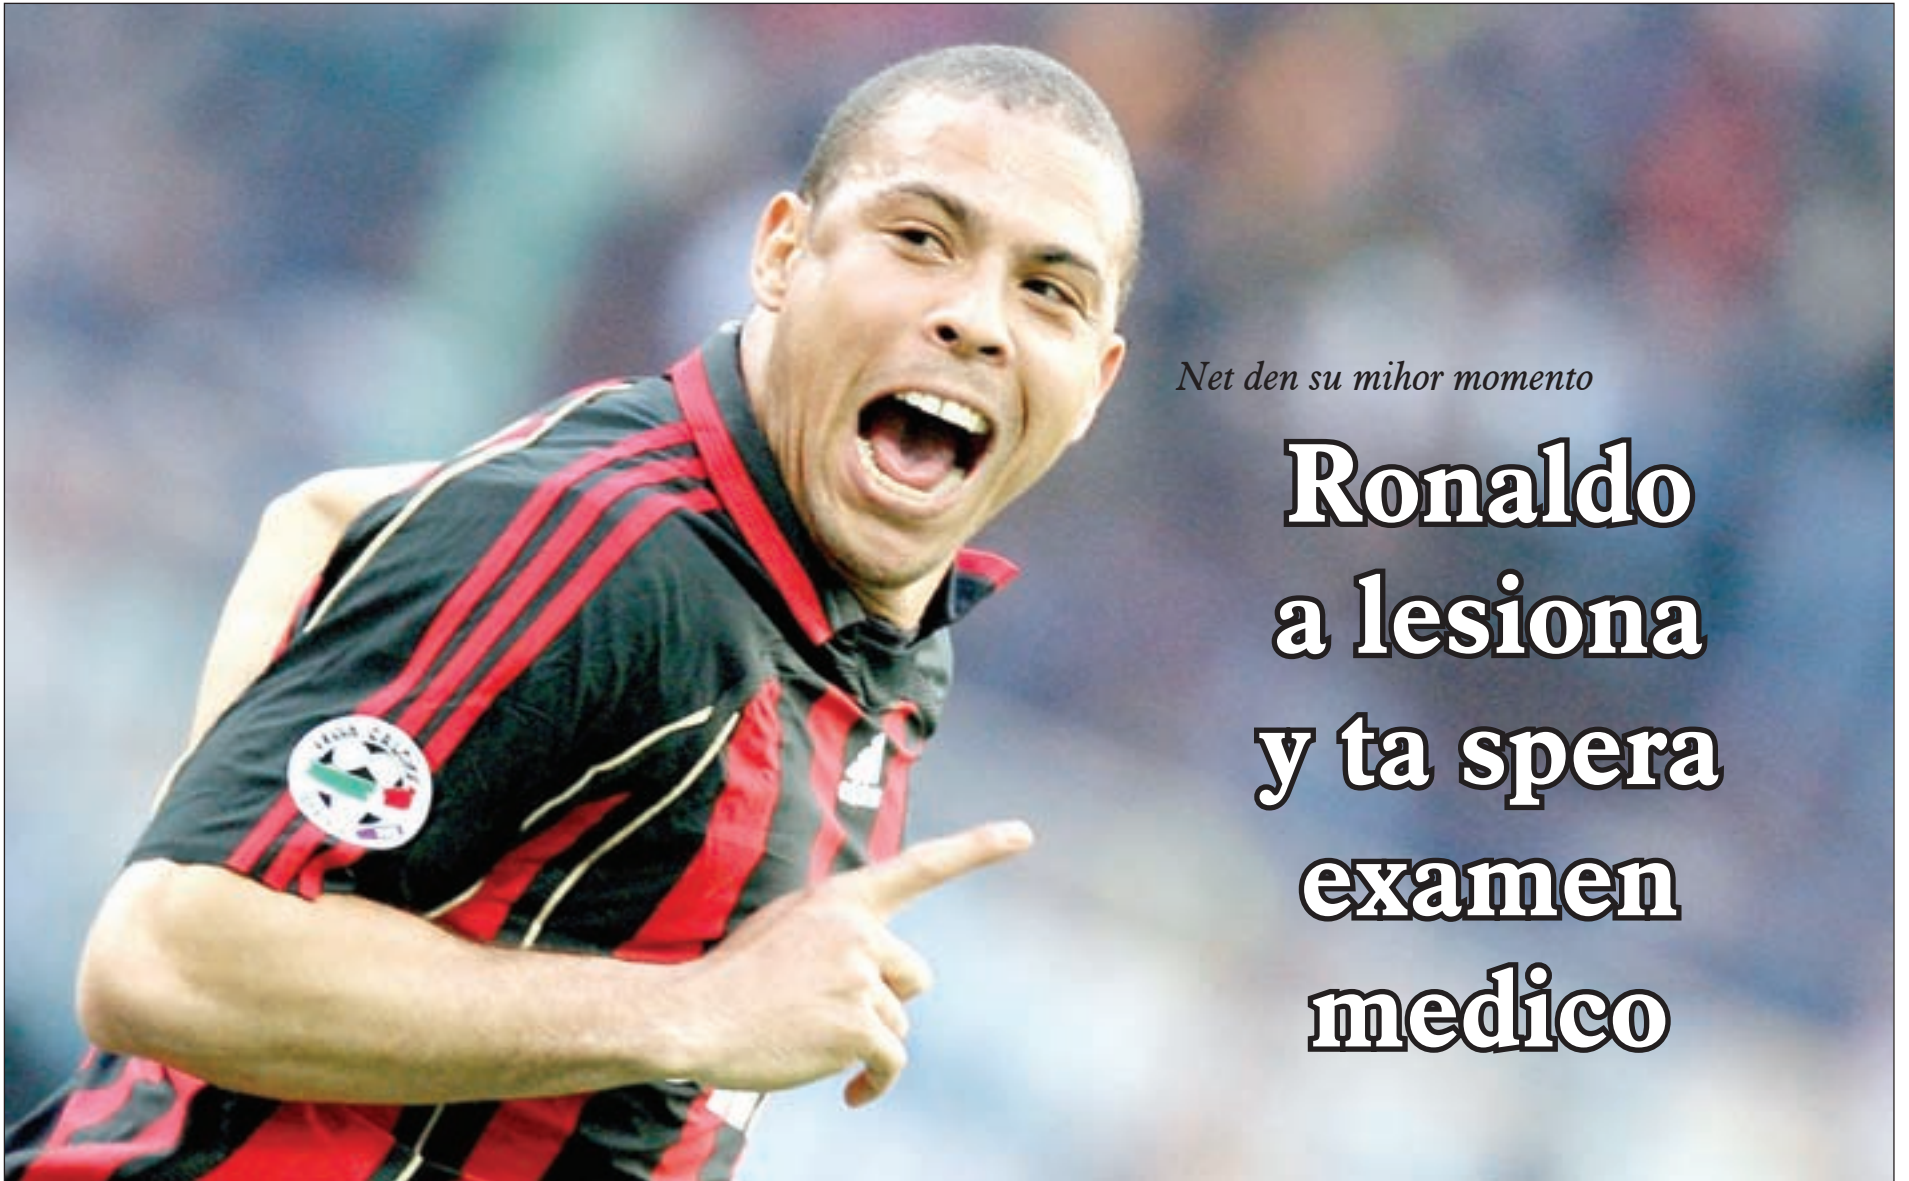 Net den su mihor momento
Ronaldo
a lesiona
y ta spera
examen
medico